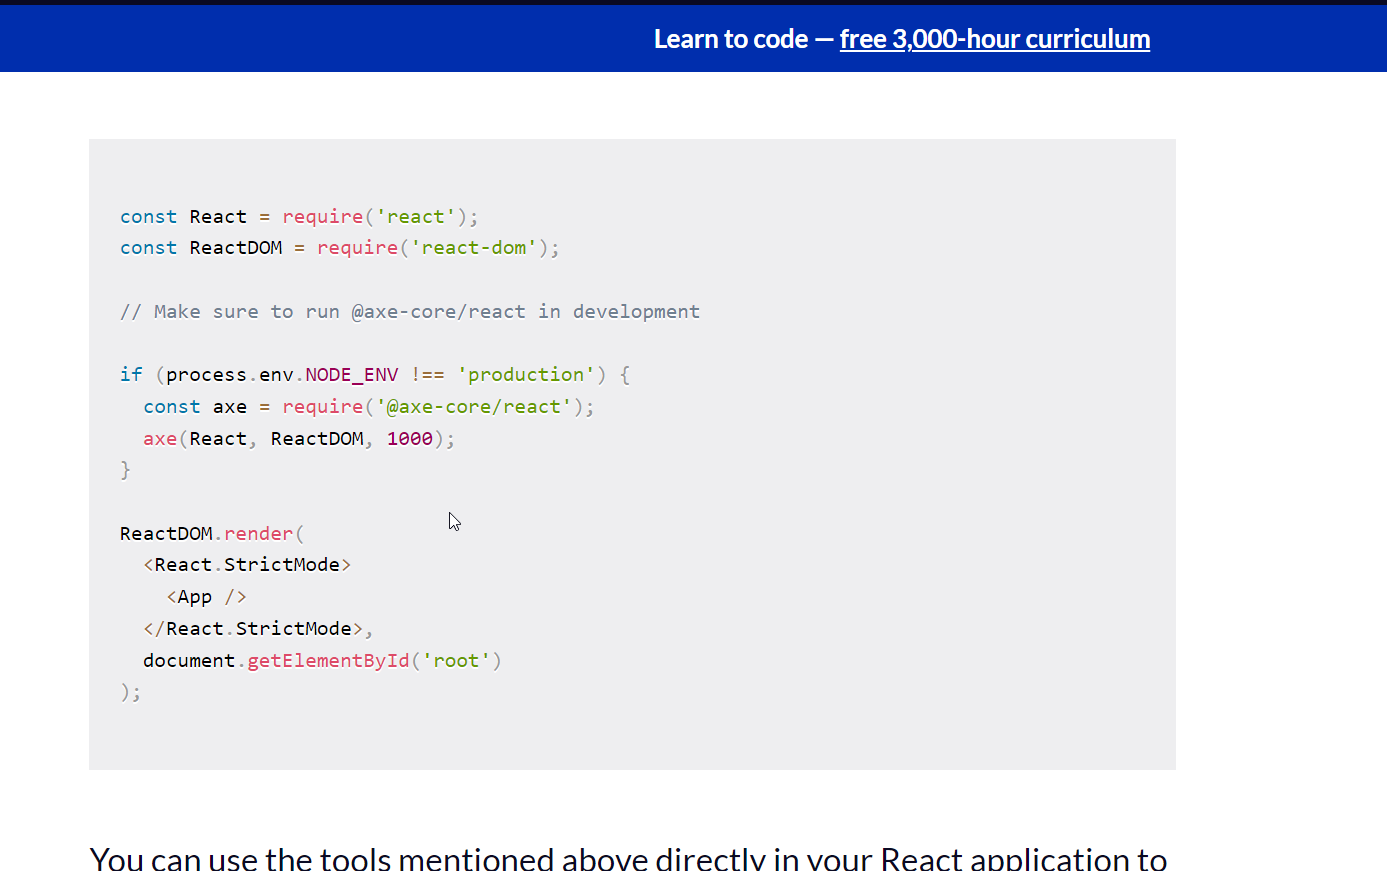 Learn to code — free 3,000-hour curriculum
const React = require('react');
const ReactDOM = require('react-dom');
// Make sure to run @axe-core/react in development
if (process.env.NODE_ENV !== 'production') {
  const axe = require('@axe-core/react');
  axe(React, ReactDOM, 1000);
}
ReactDOM.render(
  <React.StrictMode>
    <App />
  </React.StrictMode>,
  document.getElementById('root')
);
You can use the tools mentioned above directly in your React application to